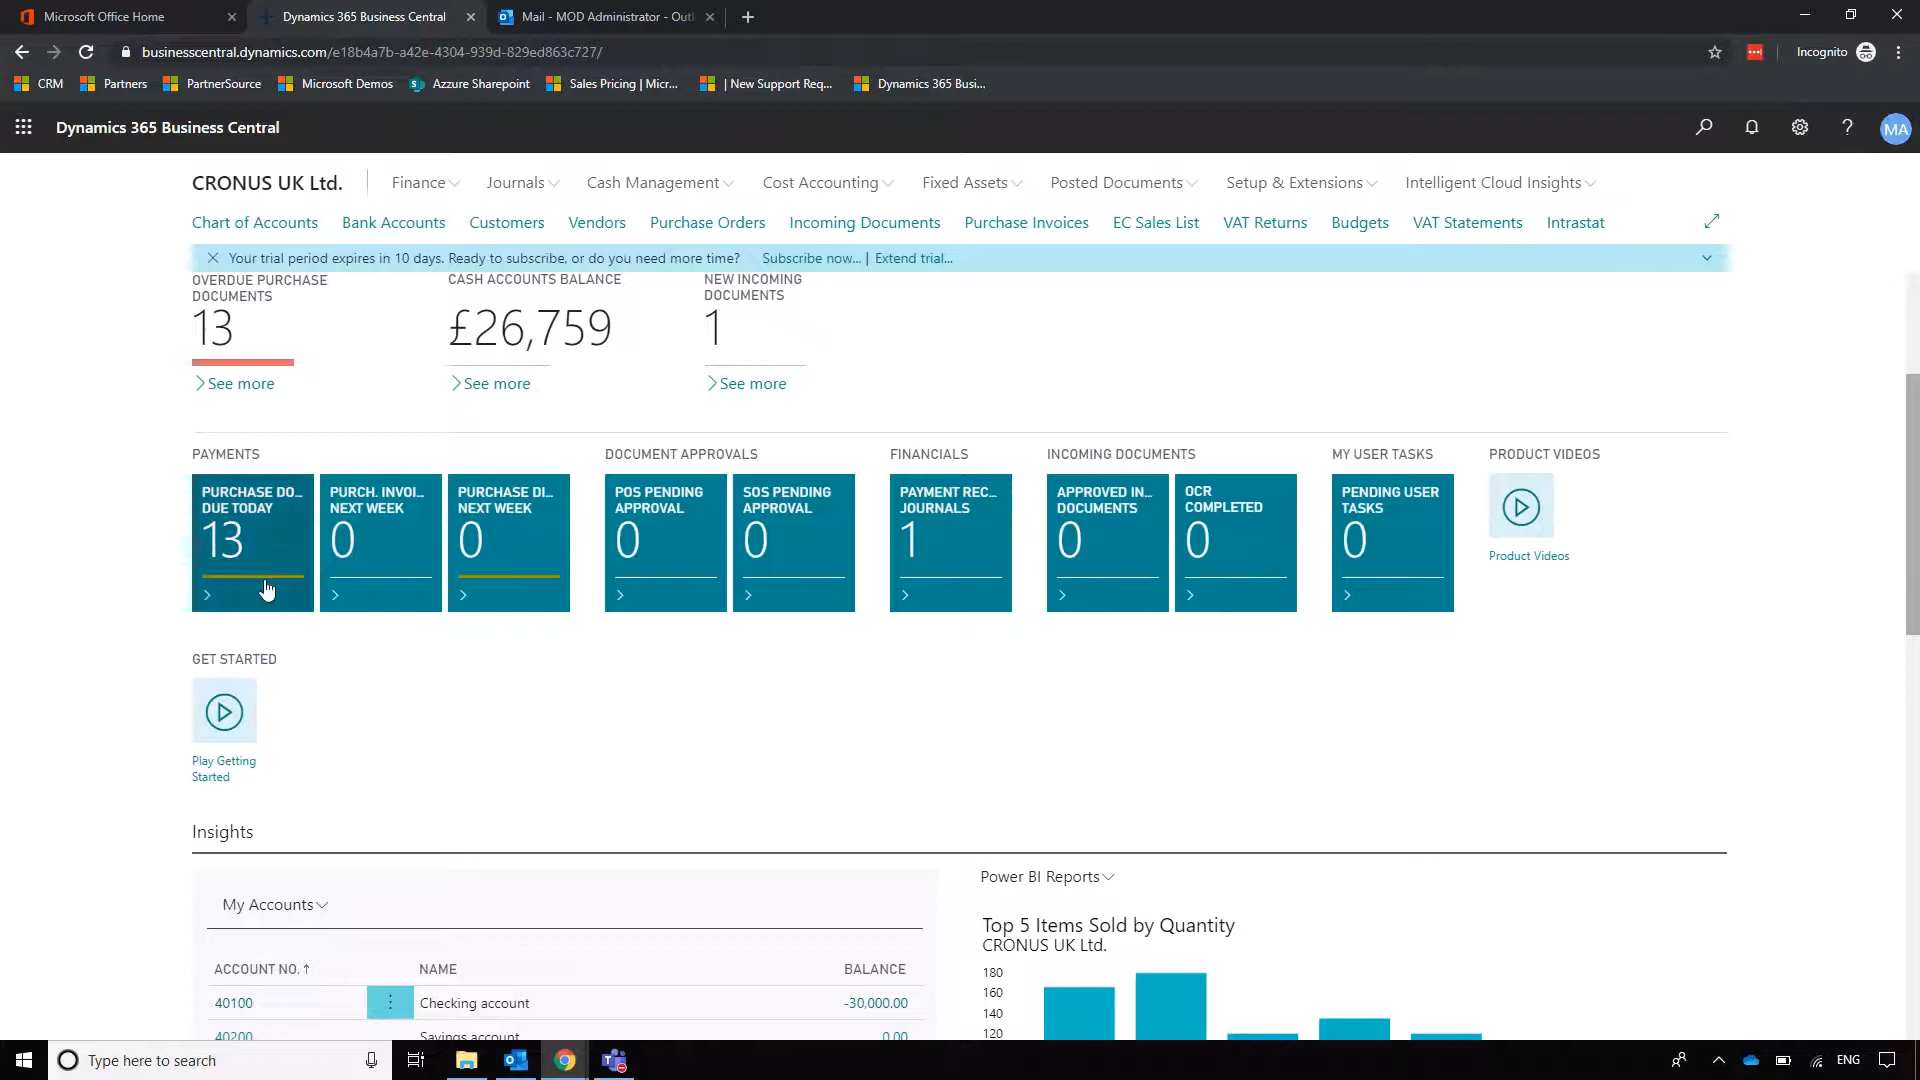 Microsoft Office Home
Dynamics 365 Business Central
Mail - MOD Administrator - Outl
businesscentral.dynamics.com/e18b4a7b-a42e-4304-939d-829ed863c727/
Incognito
CRM
Partners
PartnerSource
Microsoft Demos
Azzure Sharepoint
Sales Pricing | Micr...
| New Support Req...
Dynamics 365 Busi...
Dynamics 365 Business Central
MA
CRONUS UK Ltd.
Finance
Journals
Cash Management
Cost Accounting
Fixed Assets
Posted Documents
Setup & Extensions
Intelligent Cloud Insights
Chart of Accounts
Bank Accounts
Customers
Vendors
Purchase Orders
Incoming Documents
Purchase Invoices
EC Sales List
VAT Returns
Budgets
VAT Statements
Intrastat
Your trial period expires in 10 days. Ready to subscribe, or do you need more time? Subscribe now... | Extend trial...
OVERDUE PURCHASE
DOCUMENTS
13
See more
CASH ACCOUNTS BALANCE
£26,759
See more
NEW INCOMING
DOCUMENTS
1
See more
PAYMENTS
PURCHASE DO...
DUE TODAY
13
PURCH. INVOI...
NEXT WEEK
0
PURCHASE DI...
NEXT WEEK
0
DOCUMENT APPROVALS
POS PENDING
APPROVAL
0
SOS PENDING
APPROVAL
0
FINANCIALS
PAYMENT REC...
JOURNALS
1
INCOMING DOCUMENTS
APPROVED IN...
DOCUMENTS
0
OCR
COMPLETED
0
MY USER TASKS
PENDING USER
TASKS
0
PRODUCT VIDEOS
Product Videos
GET STARTED
Play Getting
Started
Insights
My Accounts
ACCOUNT NO. ↑
NAME
BALANCE
40100
Checking account
-30,000.00
40200
Savings account
0.00
Power BI Reports
Top 5 Items Sold by Quantity
CRONUS UK Ltd.
180
160
140
120
Type here to search
ENG